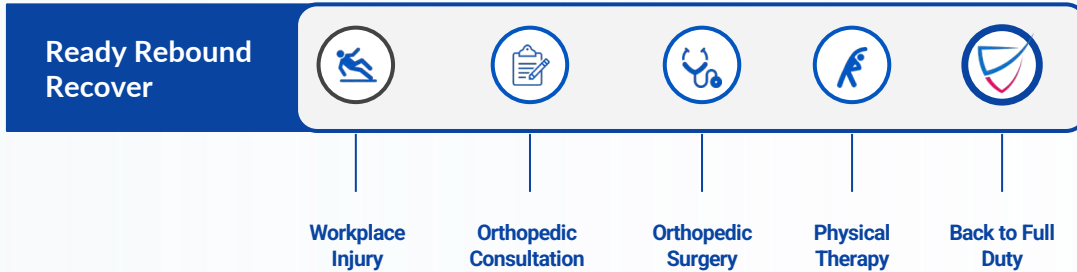 Ready Rebound
Recover
Workplace
Injury
Orthopedic
Consultation
Orthopedic
Surgery
Physical
Therapy
Back to Full
Duty